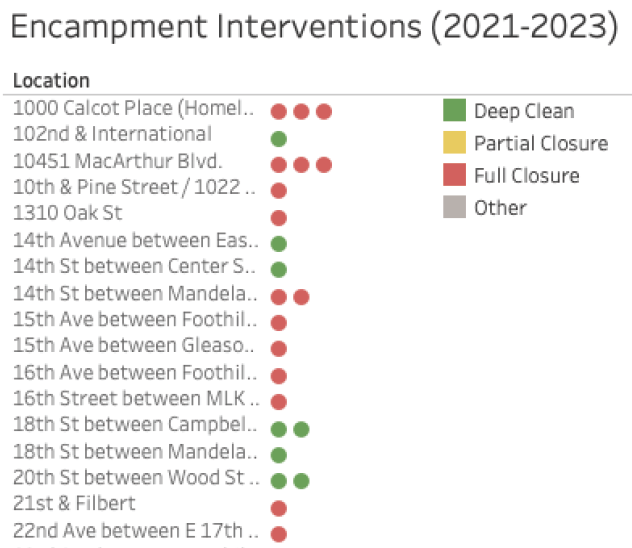 Encampment Interventions (2021-2023)
Location
1000 Calcot Place (Homel..
102nd & International
10451 MacArthur Blvd.
10th & Pine Street / 1022 ..
1310 Oak St
14th Avenue between Eas..
14th St between Center S..
14th St between Mandela..
15th Ave between Foothil..
15th Ave between Gleaso..
16th Ave between Foothil..
16th Street between MLK ..
18th St between Campbel..
18th St between Mandela..
20th St between Wood St ..
21st & Filbert
22nd Ave between E 17th ..
Deep Clean
Partial Closure
Full Closure
Other